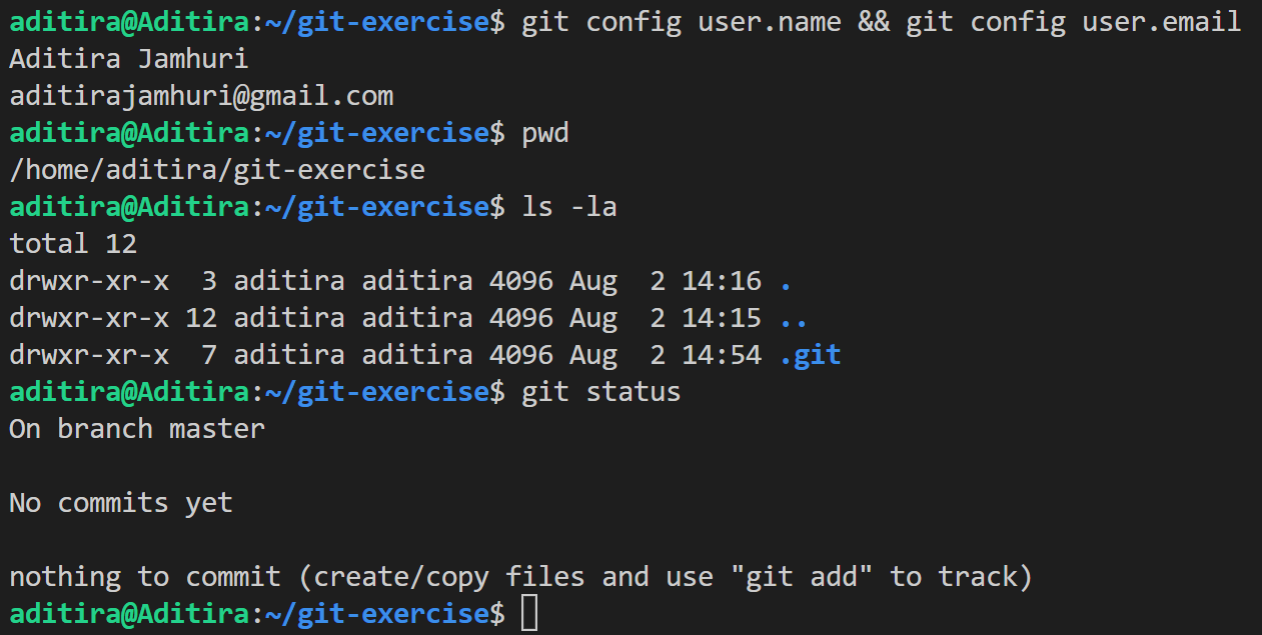 aditira@Aditira:~/git-exercise$ git config user.name && git config user.email
Aditira Jamhuri
aditirajamhuri@gmail.com
aditira@Aditira:~/git-exercise$ pwd
/home/aditira/git-exercise
aditira@Aditira:~/git-exercise$ ls -la
total 12
drwxr-xr-x  3 aditira aditira 4096 Aug  2 14:16 .
drwxr-xr-x 12 aditira aditira 4096 Aug  2 14:15 ..
drwxr-xr-x  7 aditira aditira 4096 Aug  2 14:54 .git
aditira@Aditira:~/git-exercise$ git status
On branch master
No commits yet
nothing to commit (create/copy files and use "git add" to track)
aditira@Aditira:~/git-exercise$